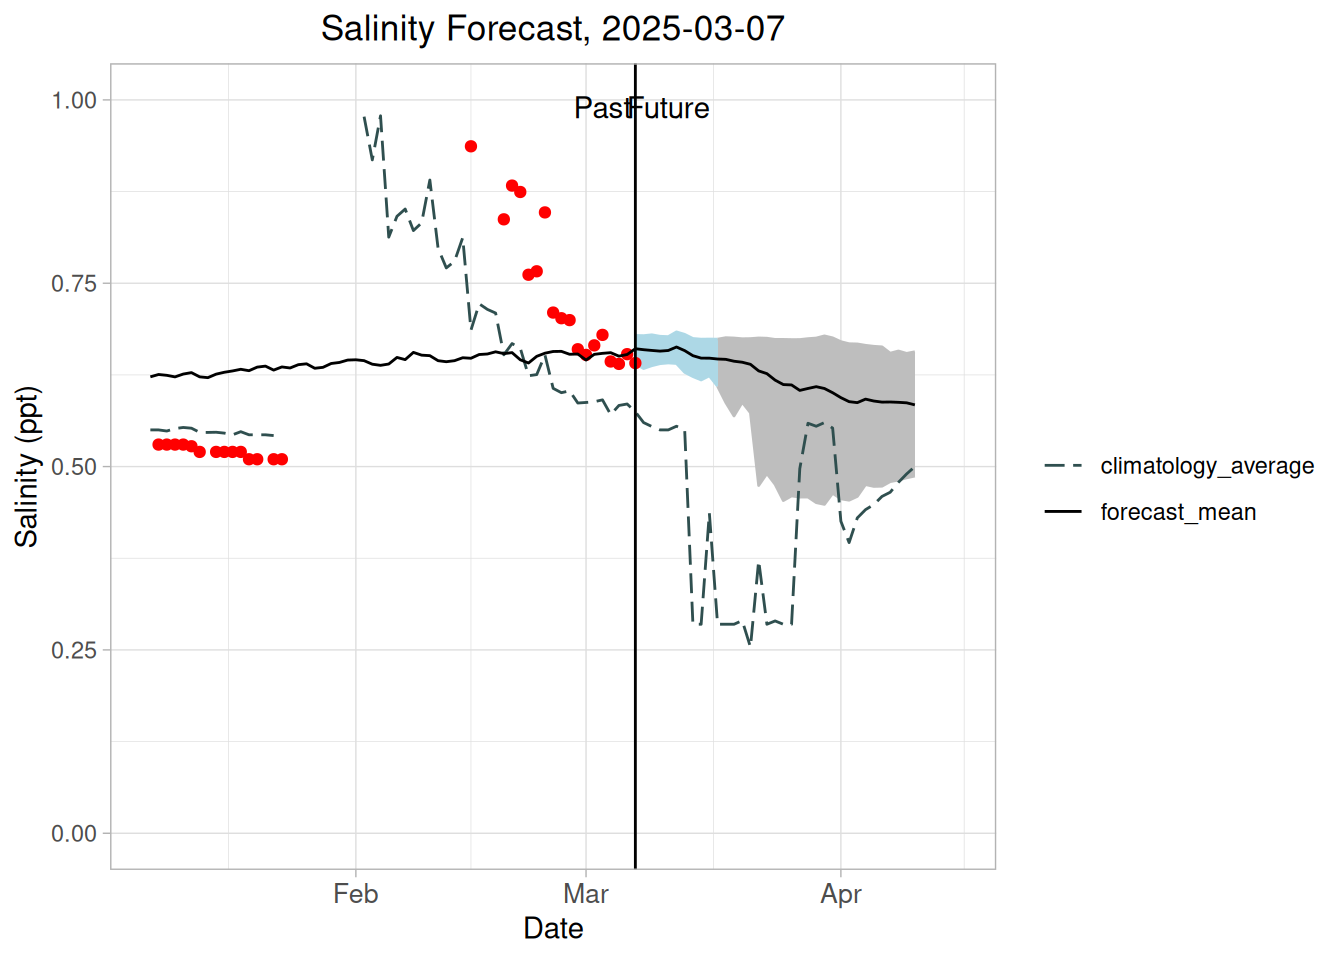 Salinity Forecast, 2025-03-07
Past Future
1.00
0.75
0.50
0.25
0.00
Salinity (ppt)
Feb Mar Apr
Date
climatology_average
forecast_mean